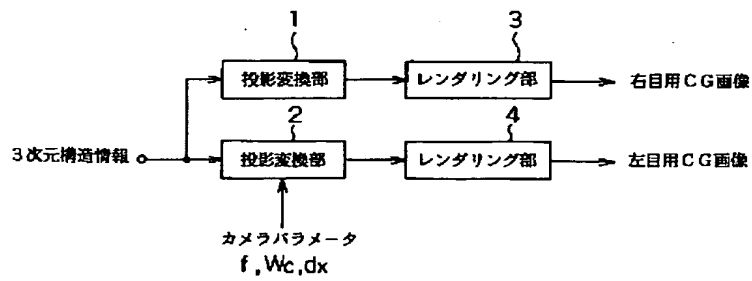 1
3
投影変換部
レンダリング部
右目用CG画像
2
4
3次元構造情報
投影変換部
レンダリング部
左目用CG画像
カメラパラメータ
f,Wc,dx